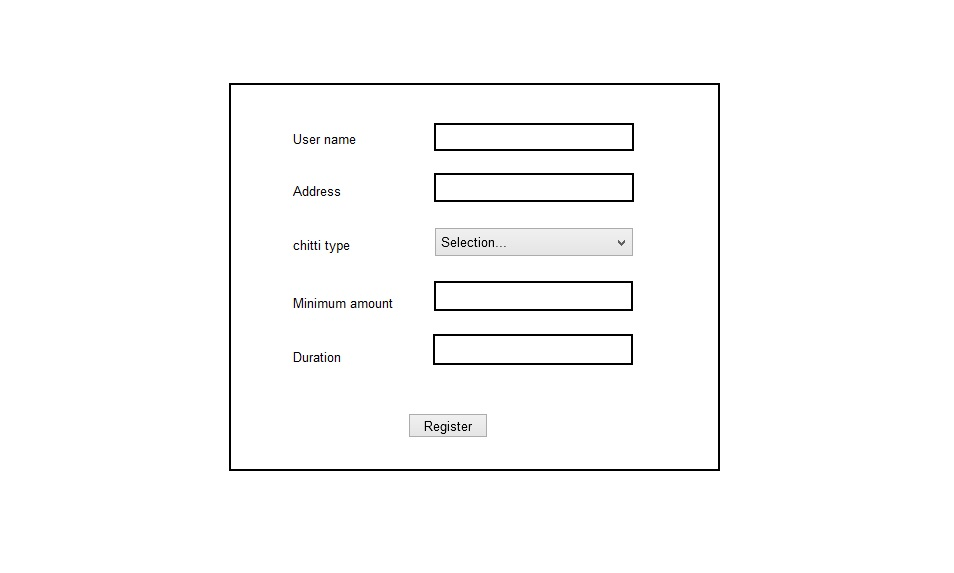 User name
Address
chitti type
Selection...
Minimum amount
Duration
Register